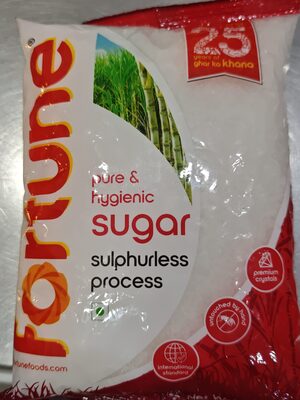 fortune
25
years of
ghar ka khana
pure &
hygienic
sugar
sulphurless
process
premium
crystals
untouched by hand
international
standard
tunefoods.com